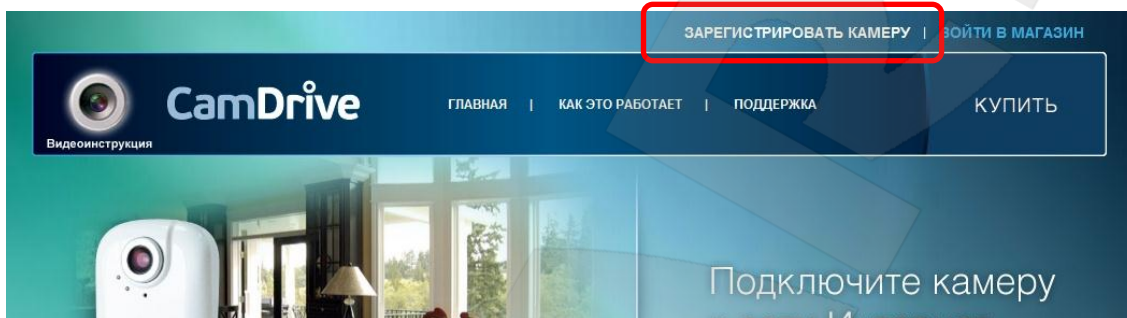 ЗАРЕГИСТРИРОВАТЬ КАМЕРУ | ВОЙТИ В МАГАЗИН
CamDrive
ГЛАВНАЯ | КАК ЭТО РАБОТАЕТ | ПОДДЕРЖКА
КУПИТЬ
Видеоинструкция
Подключите камеру